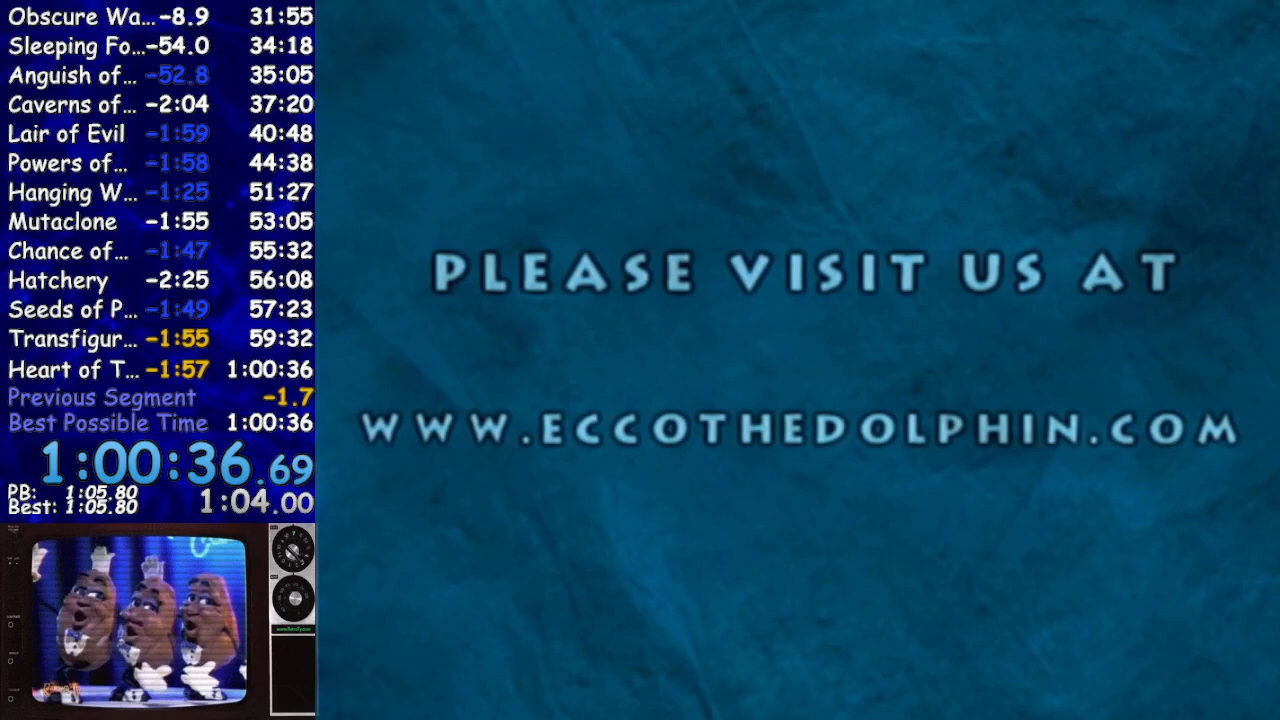 Obscure Wa... -8.9 31:55
Sleeping Fo... -54.0 34:18
Anguish of... -52.8 35:05
Caverns of... -2:04 37:20
Lair of Evil -1:59 40:48
Powers of... -1:58 44:38
Hanging W... -1:25 51:27
Mutaclone -1:55 53:05
Chance of... -1:47 55:32
Hatchery -2:25 56:08
Seeds of P... -1:49 57:23
Transfigur... -1:55 59:32
Heart of T... -1:57 1:00:36
Previous Segment -1.7
Best Possible Time 1:00:36
1:00:36.69
PB: 1:05.80
Best: 1:05.80 1:04.00
PLEASE VISIT US AT
WWW.ECCOTHEDOLPHIN.COM